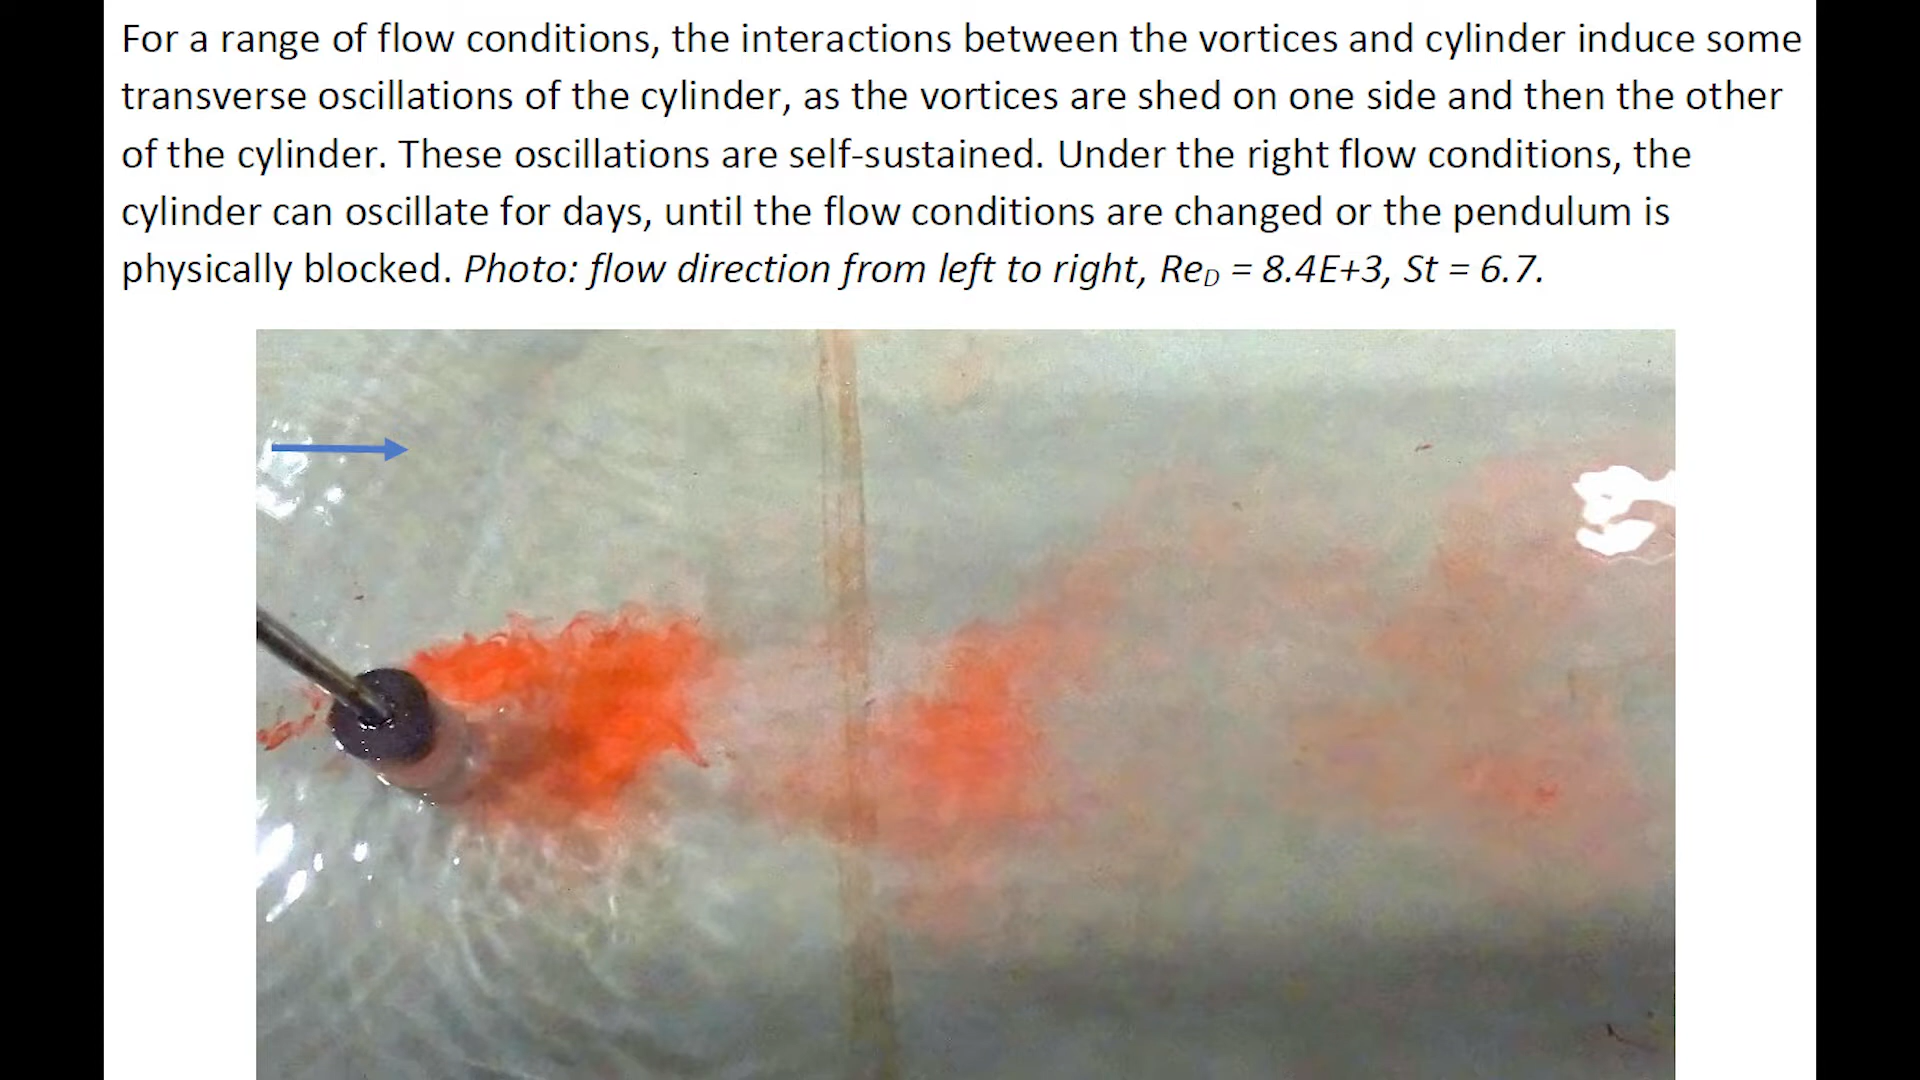 For a range of flow conditions, the interactions between the vortices and cylinder induce some
transverse oscillations of the cylinder, as the vortices are shed on one side and then the other
of the cylinder. These oscillations are self-sustained. Under the right flow conditions, the
cylinder can oscillate for days, until the flow conditions are changed or the pendulum is
physically blocked. Photo: flow direction from left to right, ReD = 8.4E+3, St = 6.7.